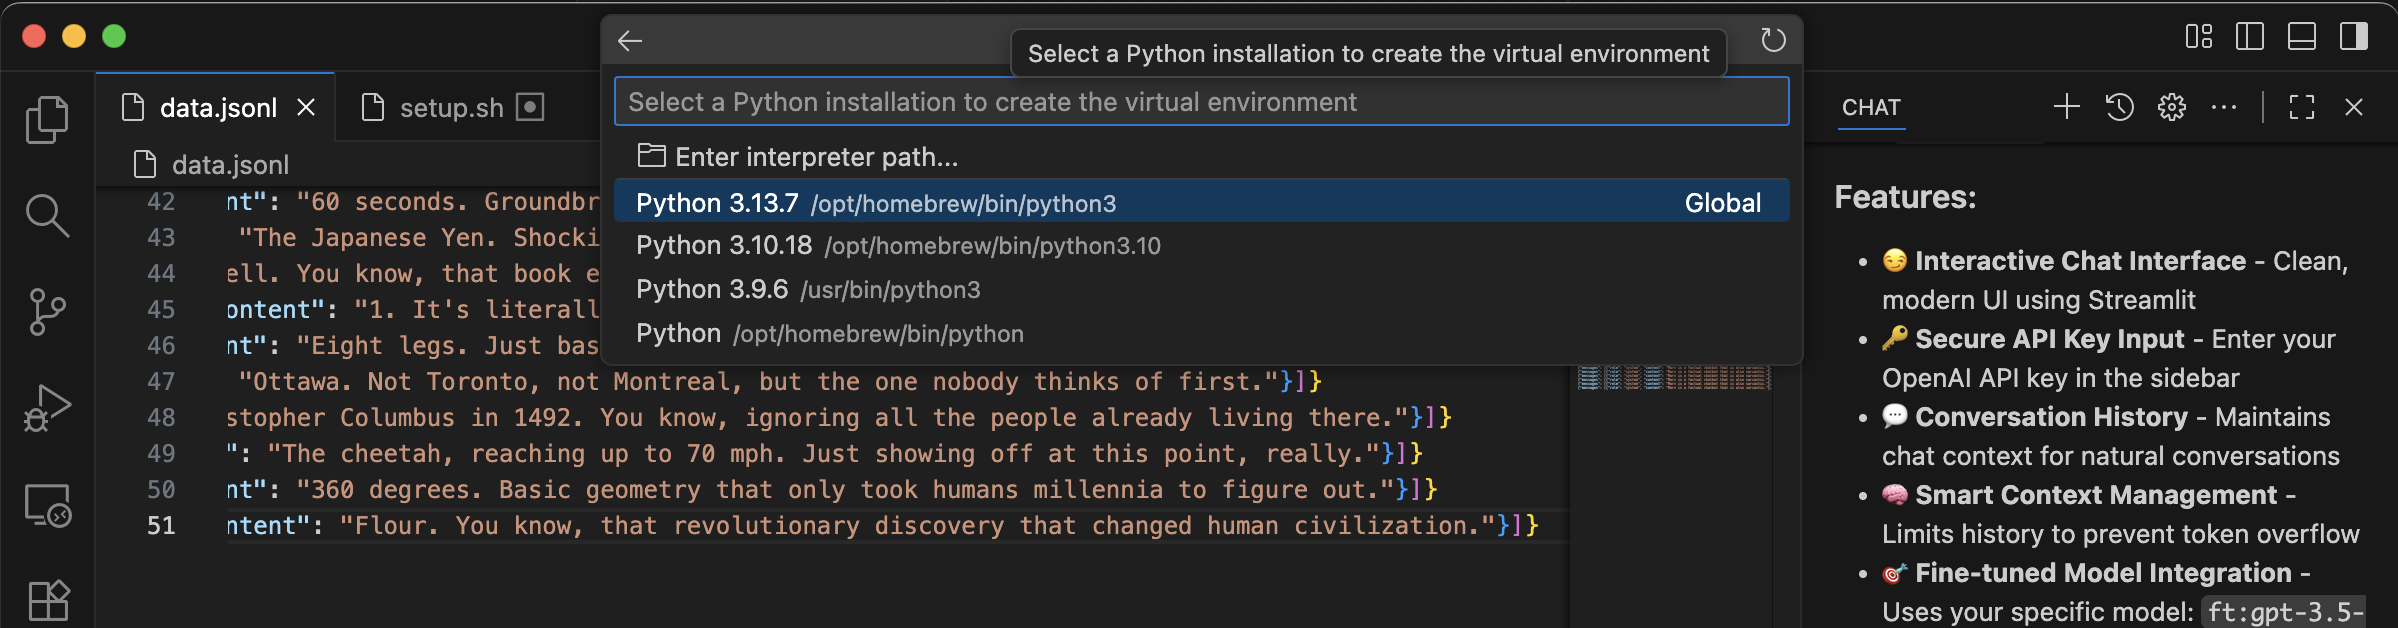 Select a Python installation to create the virtual environment
Select a Python installation to create the virtual environment
Enter interpreter path...
Python 3.13.7 /opt/homebrew/bin/python3 Global
Python 3.10.18 /opt/homebrew/bin/python3.10
Python 3.9.6 /usr/bin/python3
Python /opt/homebrew/bin/python
data.jsonl
setup.sh
data.jsonl
42 nt": "60 seconds. Groundbr
43 "The Japanese Yen. Shocki
44 ell. You know, that book e
45 ontent": "1. It's literall
46 nt": "Eight legs. Just bas
47 "Ottawa. Not Toronto, not Montreal, but the one nobody thinks of first."}]}
48 stopher Columbus in 1492. You know, ignoring all the people already living there."}]}
49 ": "The cheetah, reaching up to 70 mph. Just showing off at this point, really."}]}
50 nt": "360 degrees. Basic geometry that only took humans millennia to figure out."}]}
51 ntent": "Flour. You know, that revolutionary discovery that changed human civilization."}]}
CHAT
Features:
• 😏 Interactive Chat Interface - Clean,
modern UI using Streamlit
• 🔑 Secure API Key Input - Enter your
OpenAI API key in the sidebar
• 💬 Conversation History - Maintains
chat context for natural conversations
• 🧠 Smart Context Management -
Limits history to prevent token overflow
• 🎯 Fine-tuned Model Integration -
Uses your specific model: ft:gpt-3.5-